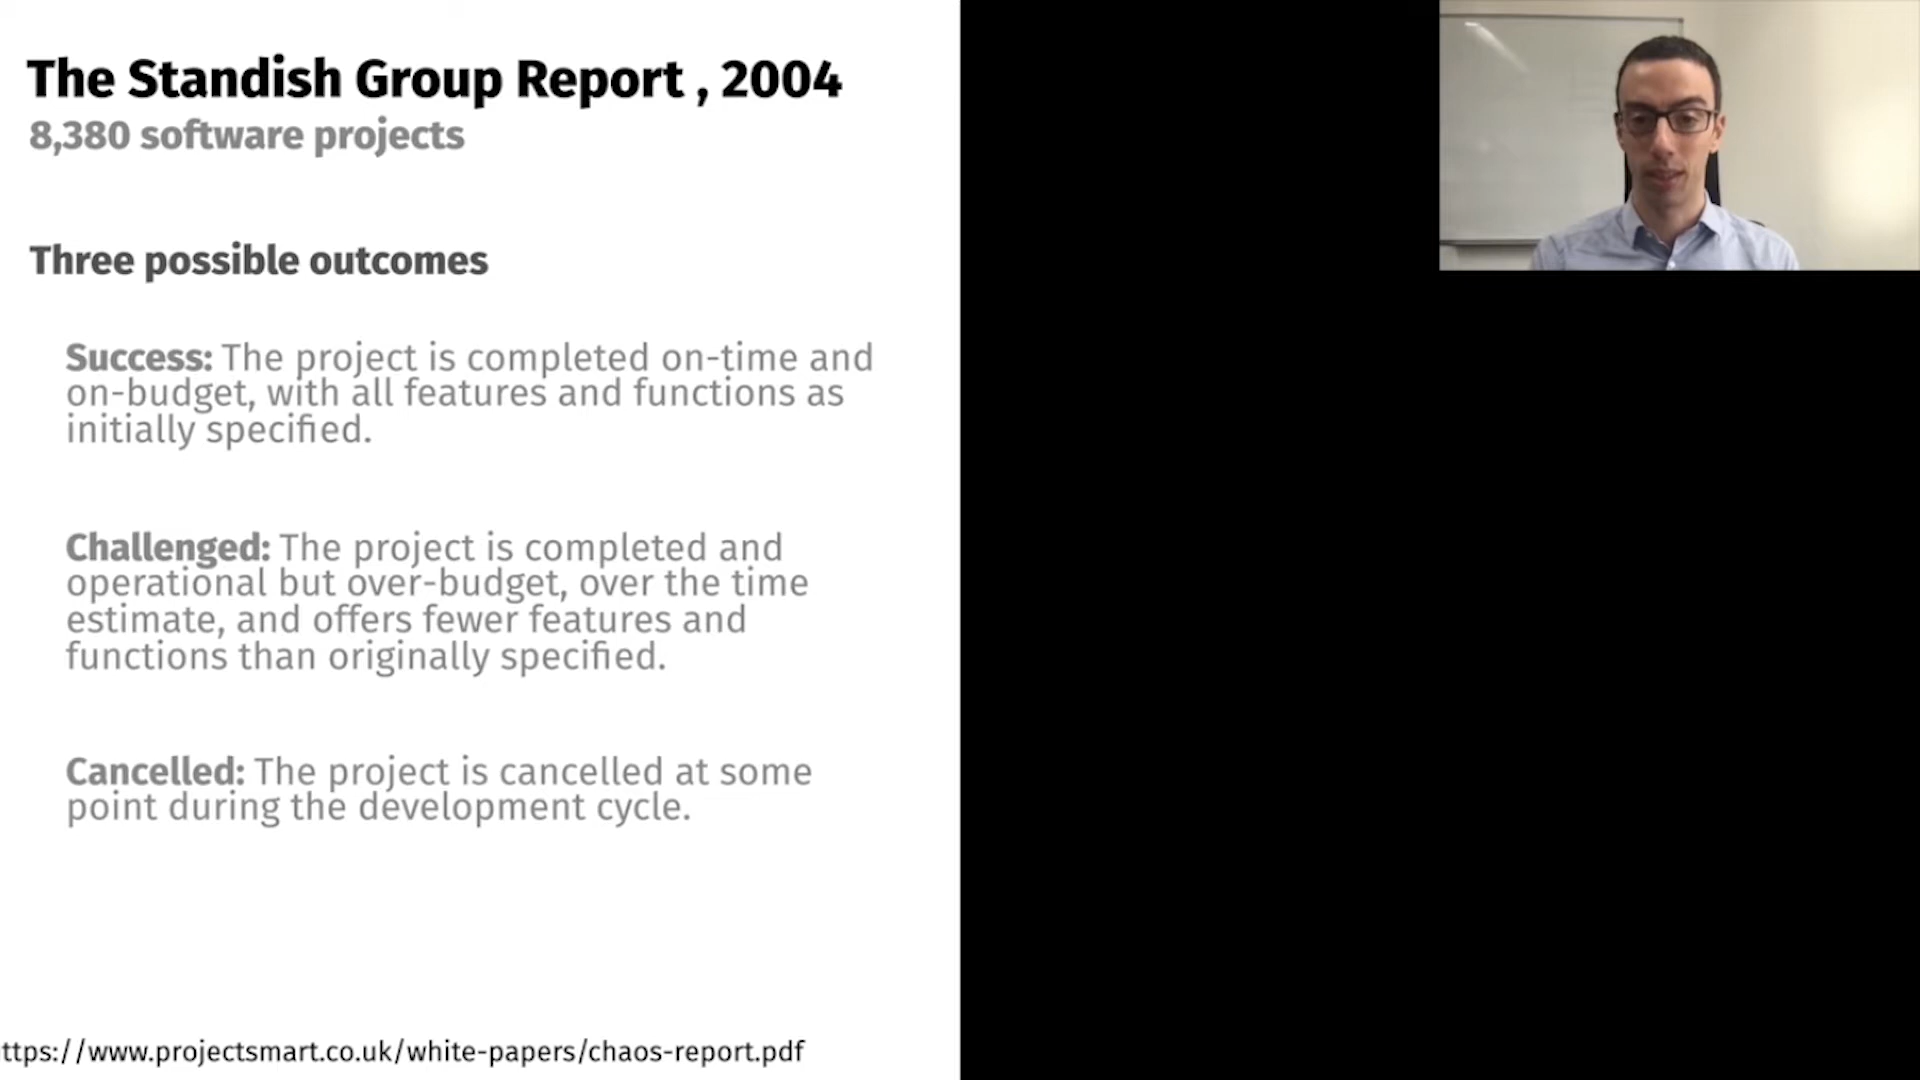 The Standish Group Report , 2004
8,380 software projects
Three possible outcomes
Success: The project is completed on-time and
on-budget, with all features and functions as
initially specified.
Challenged: The project is completed and
operational but over-budget, over the time
estimate, and offers fewer features and
functions than originally specified.
Cancelled: The project is cancelled at some
point during the development cycle.
ttps://www.projectsmart.co.uk/white-papers/chaos-report.pdf